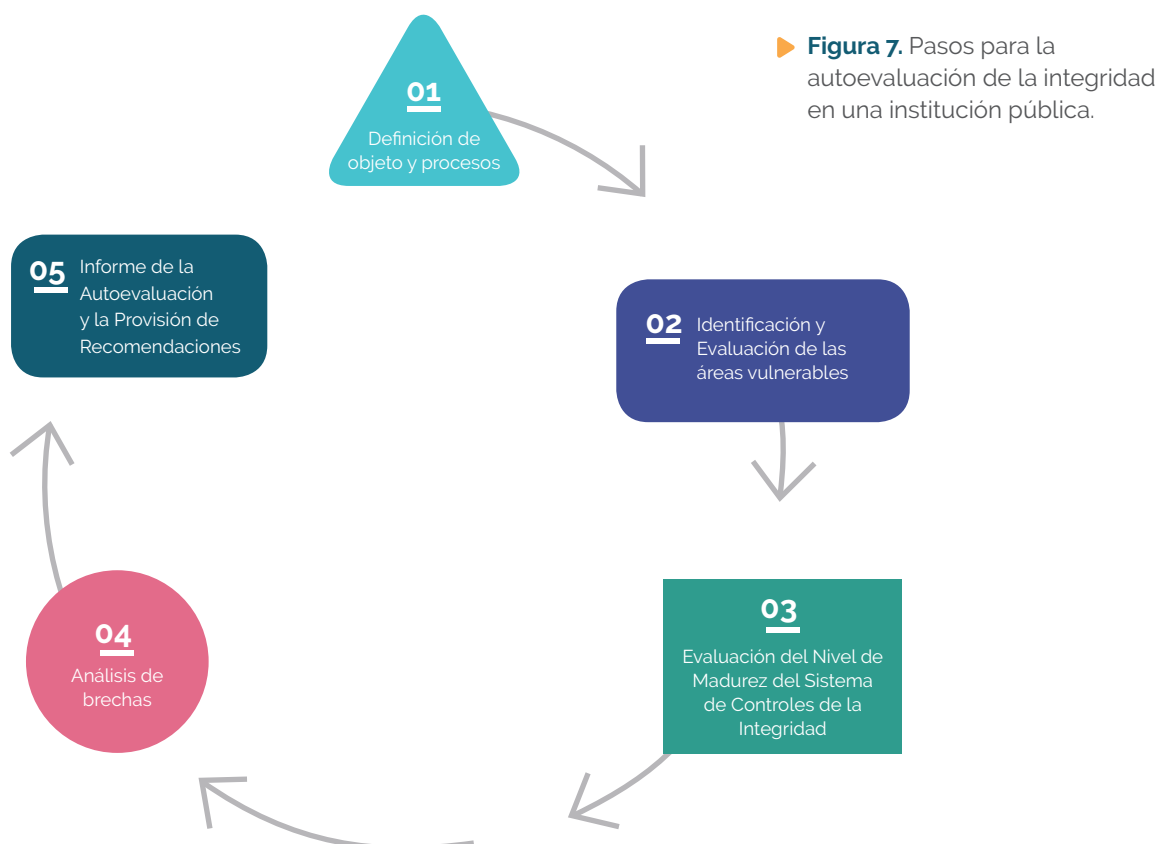 Figura 7. Pasos para la
autoevaluación de la integridad
en una institución pública.
01
Definición de
objeto y procesos
02
Identificación y
Evaluación de las
áreas vulnerables
03
Evaluación del Nivel de
Madurez del Sistema
de Controles de la
Integridad
04
Análisis de
brechas
05
Informe de la
Autoevaluación
y la Provisión de
Recomendaciones